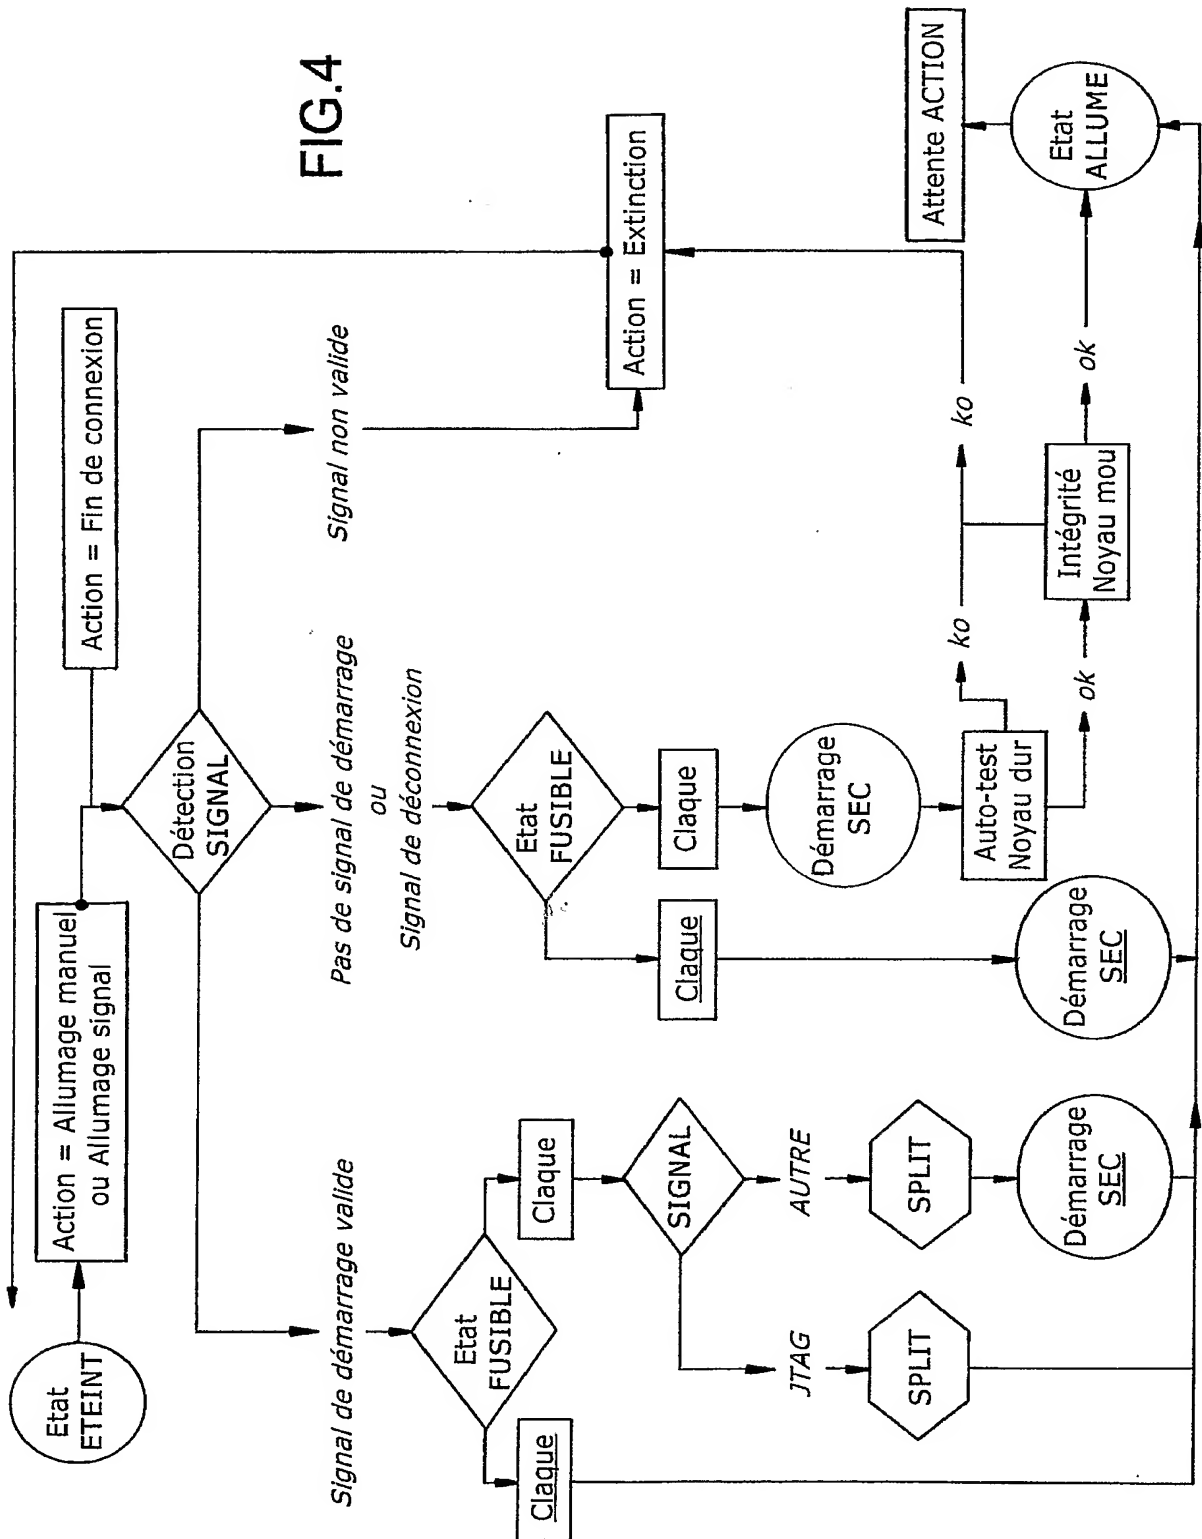 FIG.4
Etat
ETEINT
Action = Allumage manuel
ou Allumage signal
Action = Fin de connexion
Détection
SIGNAL
Signal de démarrage valide
Pas de signal de démarrage
ou
Signal de déconnexion
Signal non valide
Etat
FUSIBLE
Etat
FUSIBLE
Claque
Claque
Claque
Claque
Action = Extinction
SIGNAL
JTAG
AUTRE
SPLIT
SPLIT
Démarrage
SEC
Démarrage
SEC
Démarrage
SEC
Auto-test
Noyau dur
ko
ko
ok
Intégrité
Noyau mou
ok
Attente ACTION
Etat
ALLUME